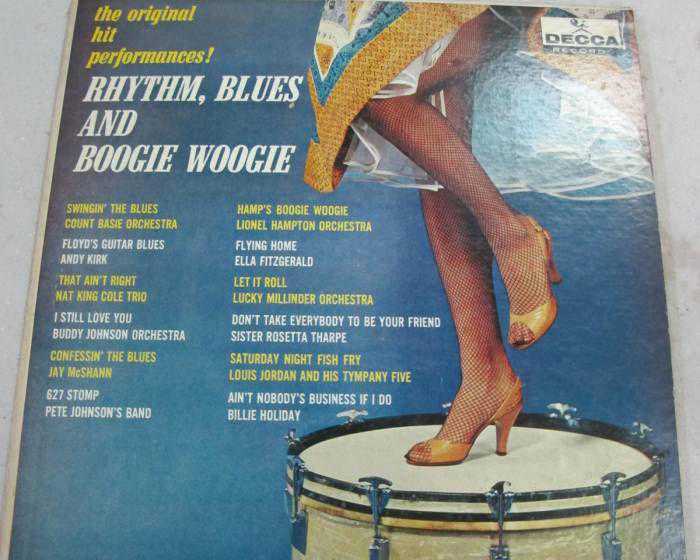 the original
hit
performances!
RHYTHM, BLUES
AND
BOOGIE WOOGIE
DECCA
RECORDS
SWINGIN' THE BLUES
COUNT BASIE ORCHESTRA
FLOYD'S GUITAR BLUES
ANDY KIRK
THAT AIN'T RIGHT
NAT KING COLE TRIO
I STILL LOVE YOU
BUDDY JOHNSON ORCHESTRA
CONFESSIN' THE BLUES
JAY McSHANN
627 STOMP
PETE JOHNSON'S BAND
HAMP'S BOOGIE WOOGIE
LIONEL HAMPTON ORCHESTRA
FLYING HOME
ELLA FITZGERALD
LET IT ROLL
LUCKY MILLINDER ORCHESTRA
DON'T TAKE EVERYBODY TO BE YOUR FRIEND
SISTER ROSETTA THARPE
SATURDAY NIGHT FISH FRY
LOUIS JORDAN AND HIS TYMPANY FIVE
AIN'T NOBODY'S BUSINESS IF I DO
BILLIE HOLIDAY